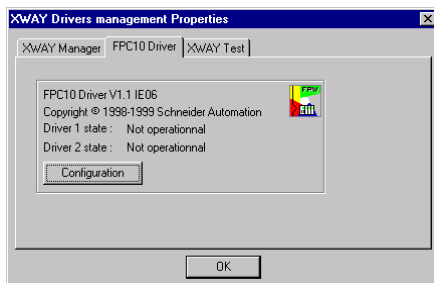 XWAY Drivers management Properties
XWAY Manager FPC10 Driver XWAY Test
FPC10 Driver V1.1 IE06
FPW
Copyright © 1998-1999 Schneider Automation
Driver 1 state : Not operationnal
Driver 2 state : Not operationnal
Configuration
OK